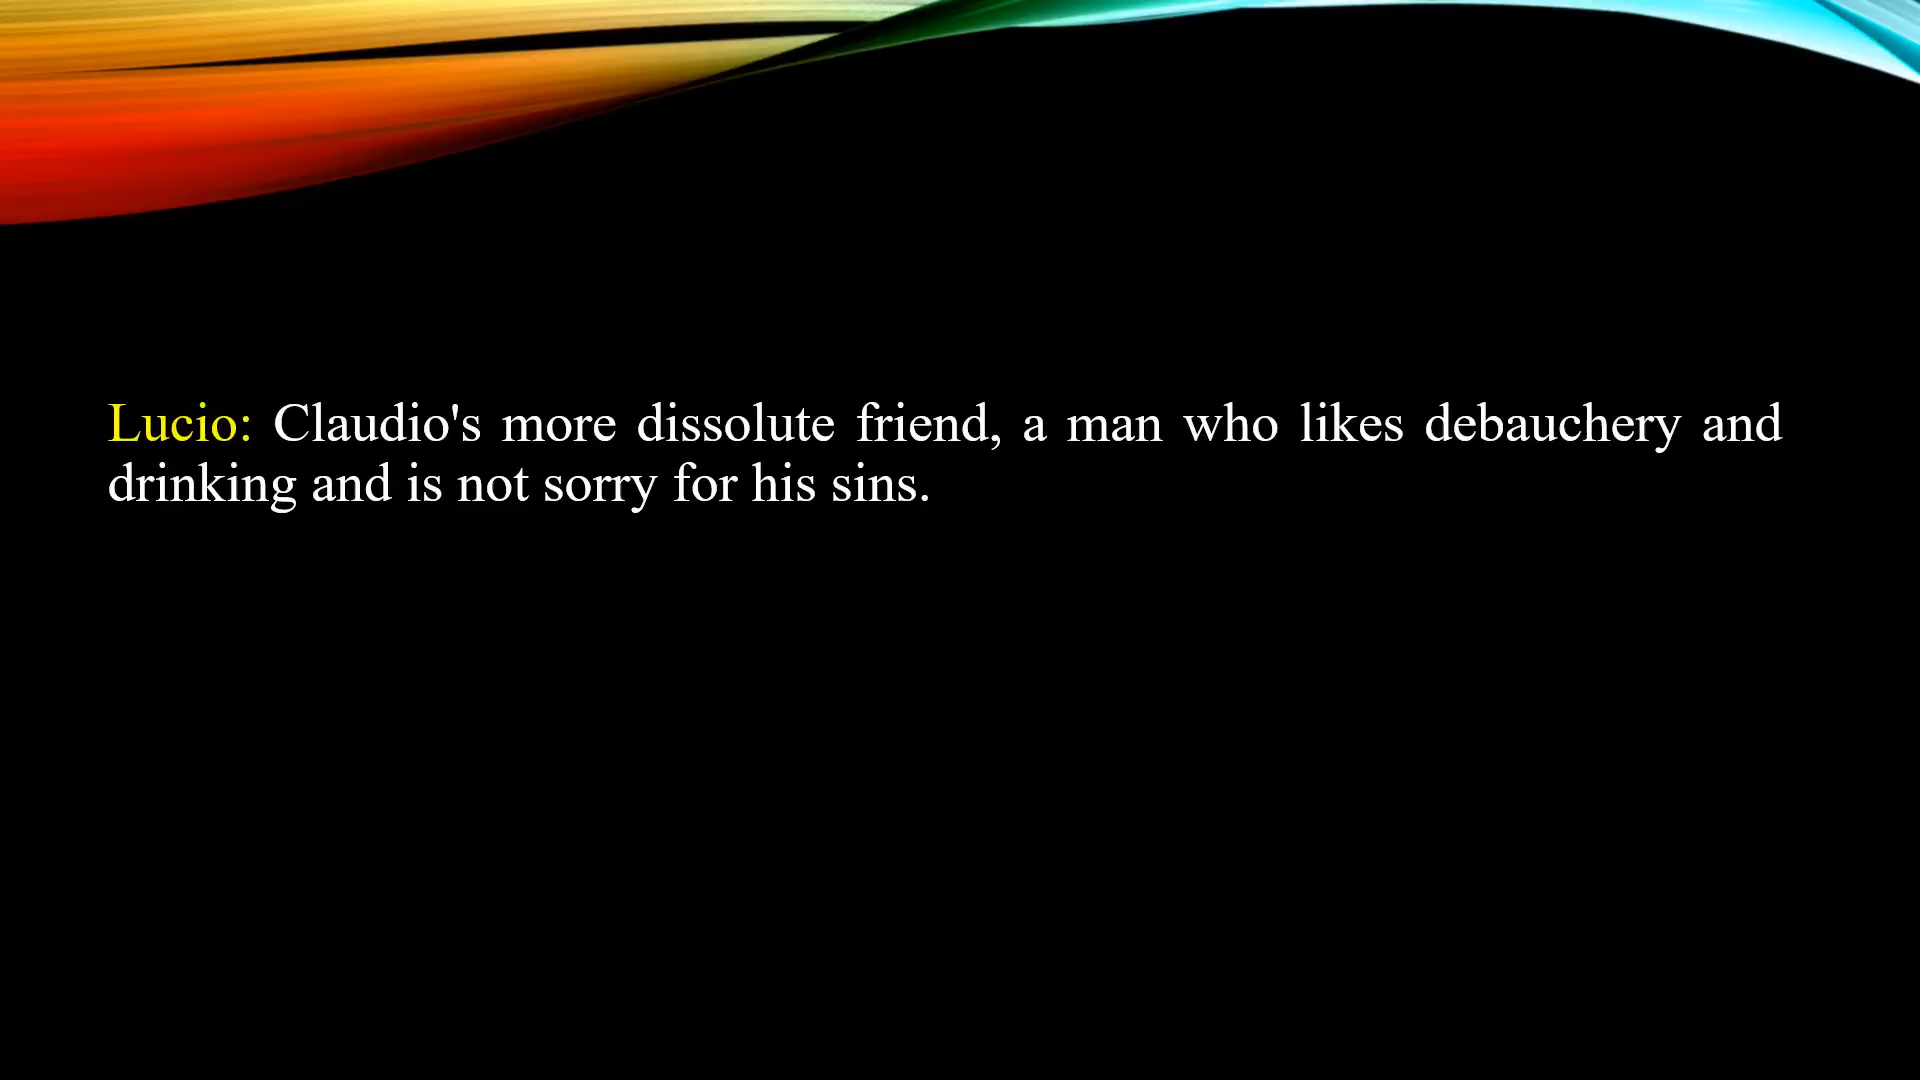 Lucio: Claudio's more dissolute friend, a man who likes debauchery and
drinking and is not sorry for his sins.